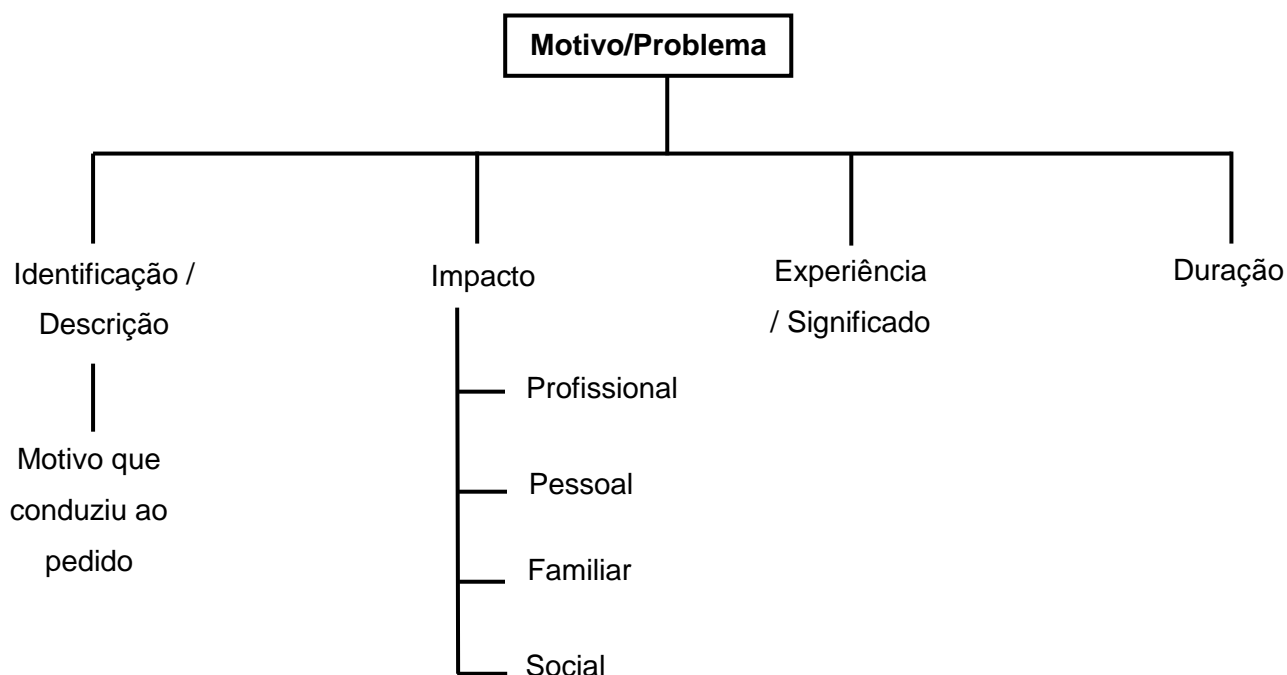 Motivo/Problema
Identificação /
Descrição
Motivo que
conduziu ao
pedido
Impacto
Profissional
Pessoal
Familiar
Social
Experiência
/ Significado
Duração